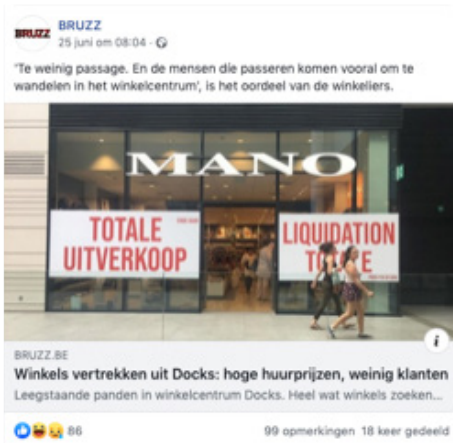 BRUZZ
BRUZZ
25 juni om 08:04 ·
'Te weinig passage. En de mensen die passeren komen vooral om te
wandelen in het winkelcentrum', is het oordeel van de winkeliers.
MANO
TOTALE
UITVERKOOP
LIQUIDATION
TO E
BRUZZ.BE
Winkels vertrekken uit Docks: hoge huurprijzen, weinig klanten
Leegstaande panden in winkelcentrum Docks. Heel wat winkels zoeken...
86
99 opmerkingen 18 keer gedeeld